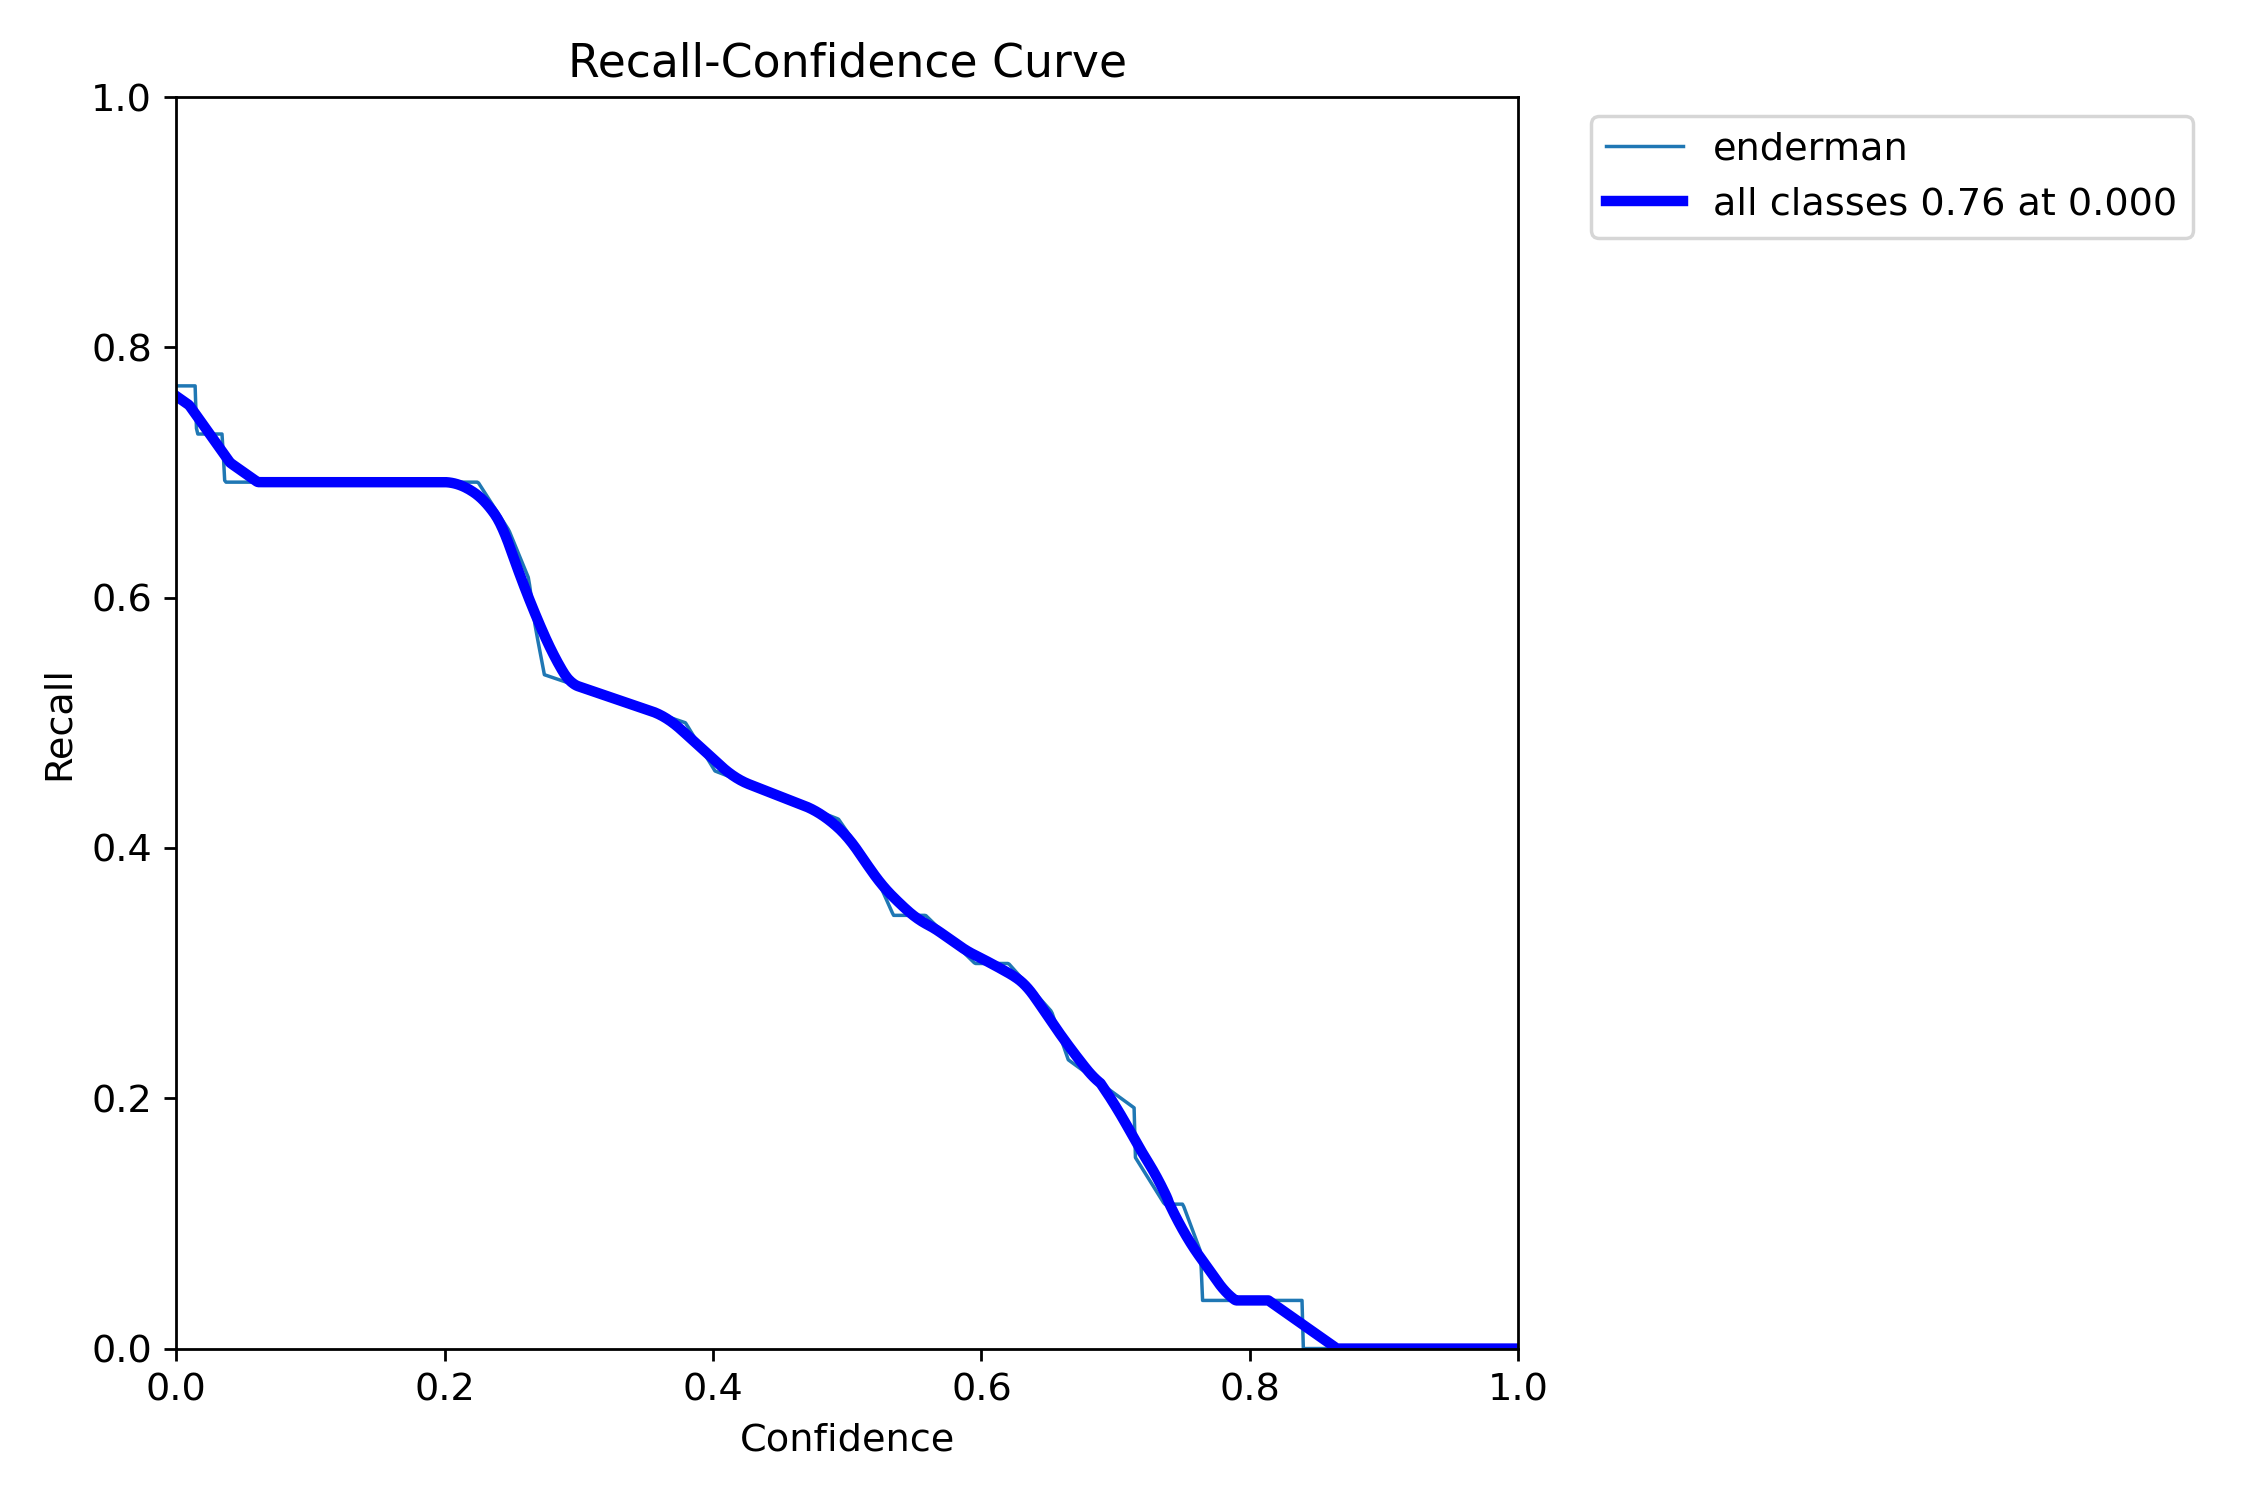 Recall-Confidence Curve
enderman
all classes 0.76 at 0.000
1.0
0.8
0.6
0.4
0.2
0.0
Recall
0.0 0.2 0.4 0.6 0.8 1.0
Confidence